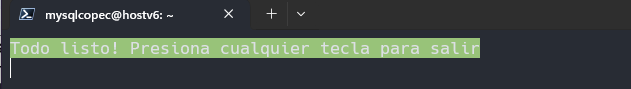 mysqlcopec@hostv6: ~
Todo listo! Presiona cualquier tecla para salir